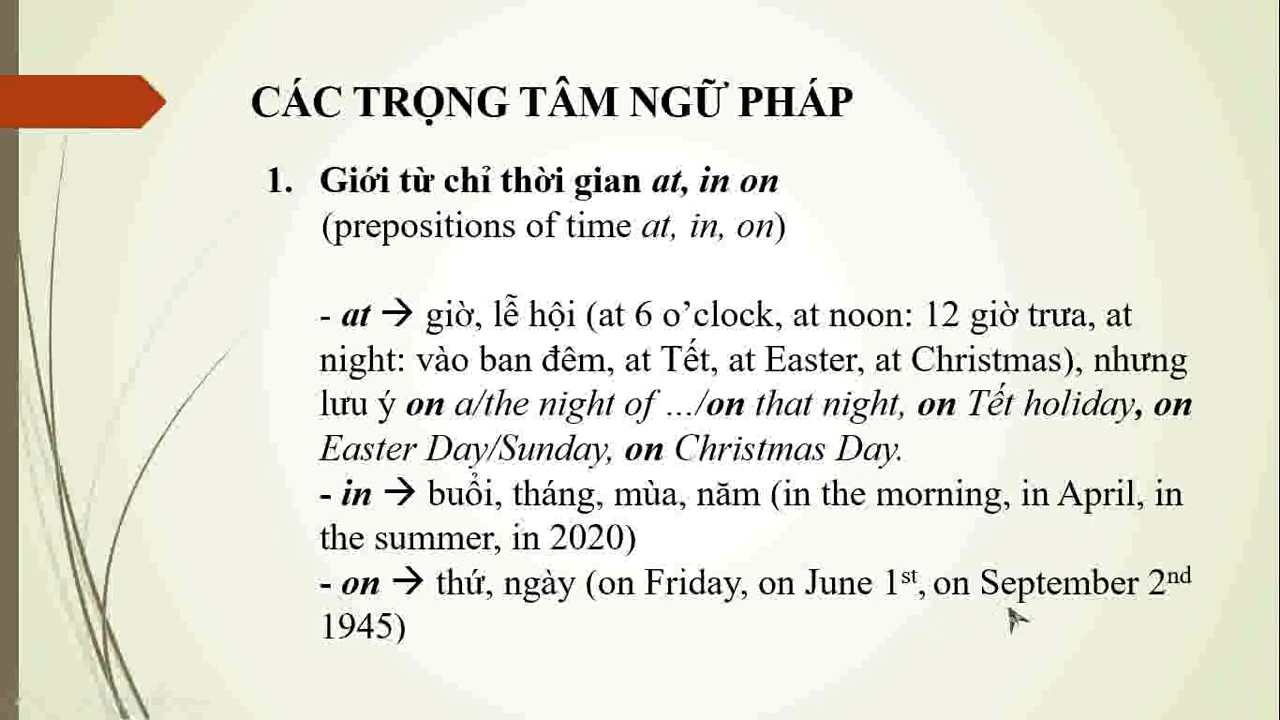 CÁC TRỌNG TÂM NGỮ PHÁP
1. Giới từ chỉ thời gian at, in on
(prepositions of time at, in, on)
- at → giờ, lễ hội (at 6 o’clock, at noon: 12 giờ trưa, at
night: vào ban đêm, at Tết, at Easter, at Christmas), nhưng
lưu ý on a/the night of .../on that night, on Tết holiday, on
Easter Day/Sunday, on Christmas Day.
- in → buổi, tháng, mùa, năm (in the morning, in April, in
the summer, in 2020)
- on → thứ, ngày (on Friday, on June 1st, on September 2nd
1945)